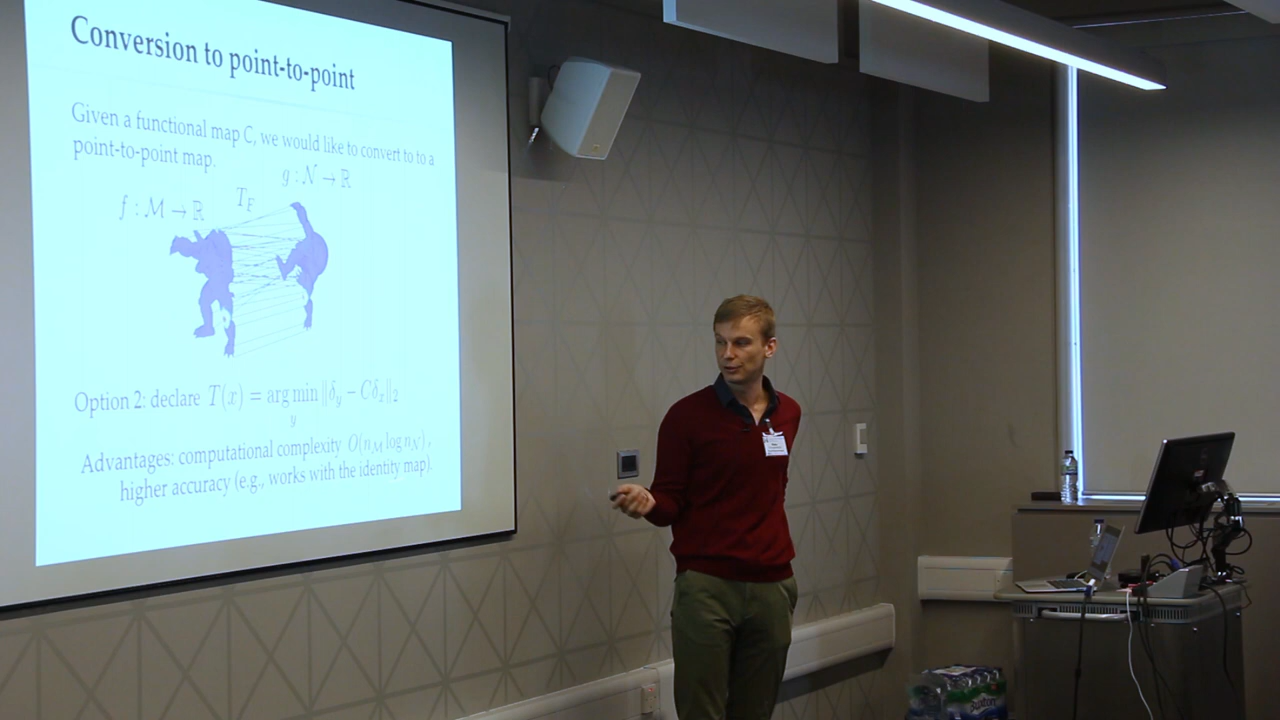 Conversion to point-to-point
Given a functional map C, we would like to convert to to a
point-to-point map.
g : N → ℝ
T_F
f : M → ℝ
Option 2: declare T(x) = arg min_y ‖δ_y − Cδ_x‖_2
Advantages: computational complexity O(n_M log n_N),
higher accuracy (e.g., works with the identity map).